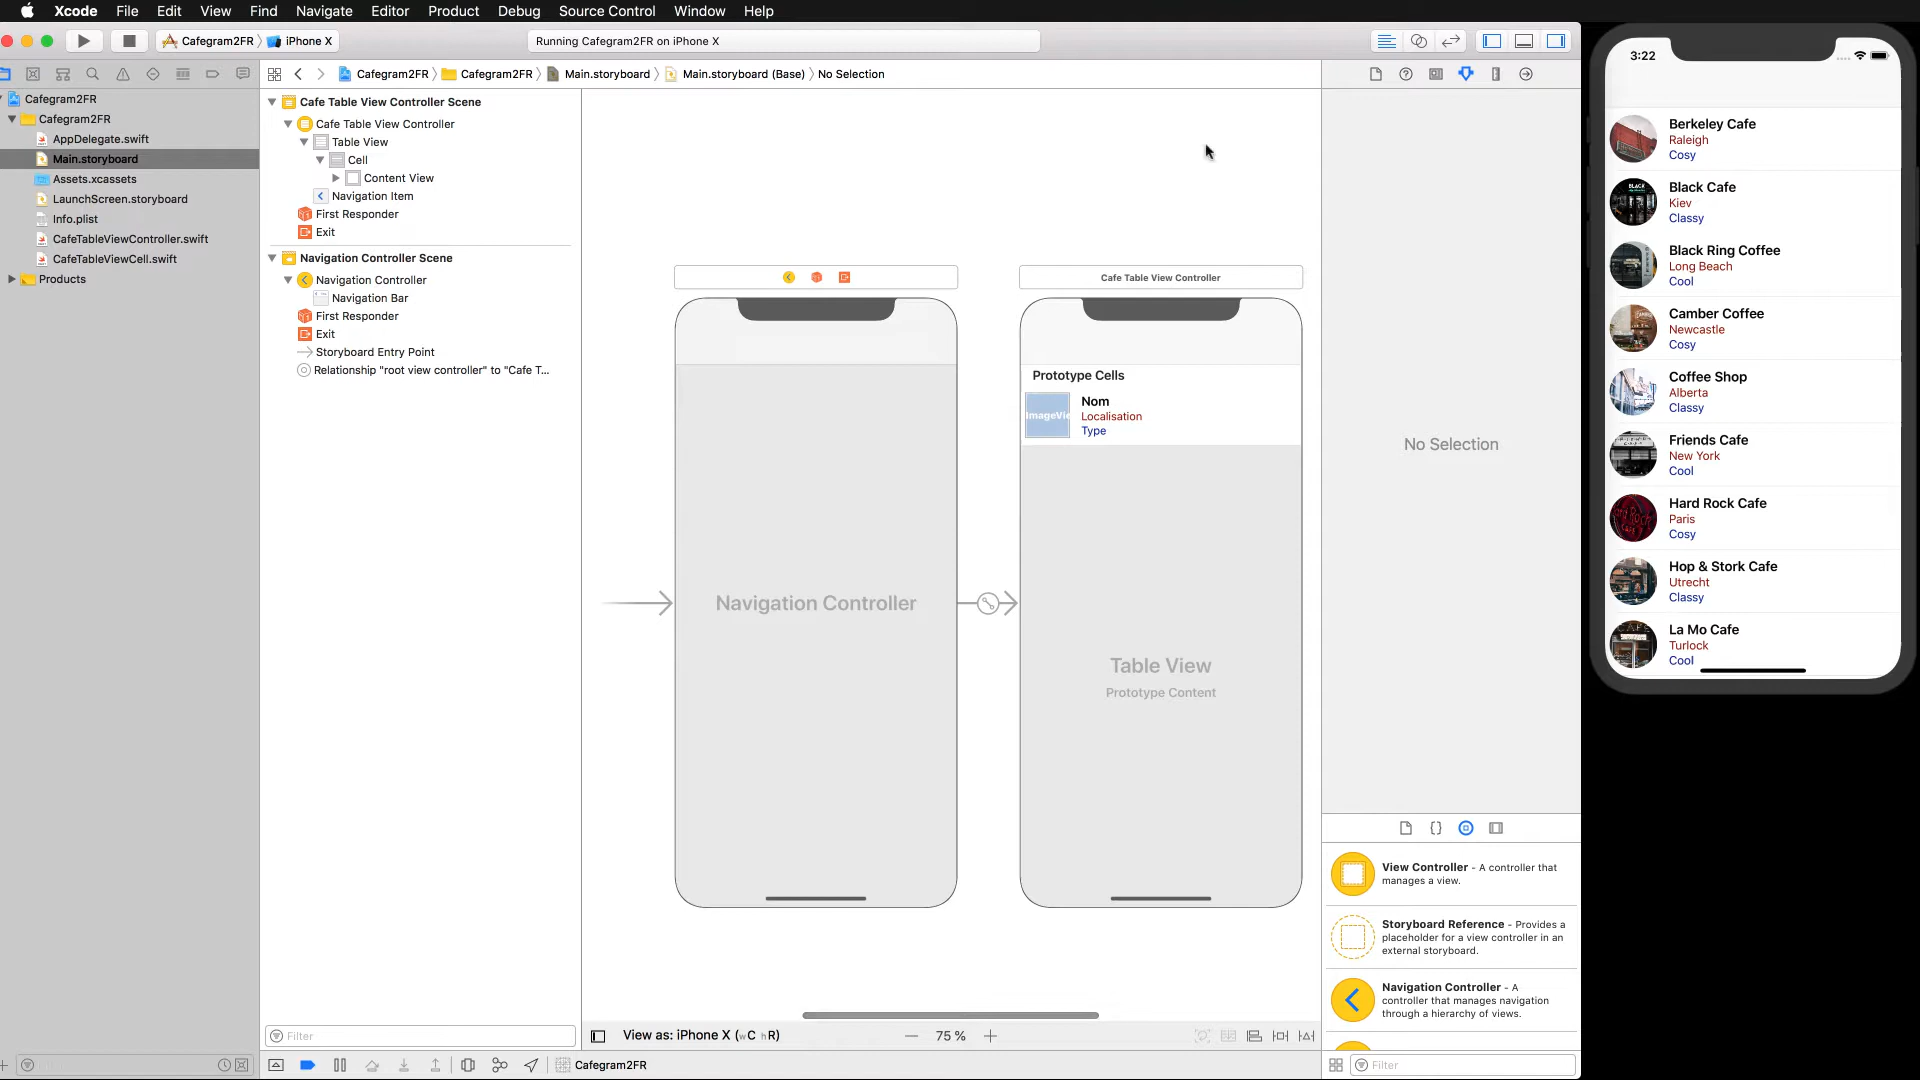 Xcode File Edit View Find Navigate Editor Product Debug Source Control Window Help
Cafegram2FR iPhone X
Running Cafegram2FR on iPhone X
Cafegram2FR Cafegram2FR Main.storyboard Main.storyboard (Base) No Selection
Cafegram2FR
Cafegram2FR
AppDelegate.swift
Main.storyboard
Assets.xcassets
LaunchScreen.storyboard
Info.plist
CafeTableViewController.swift
CafeTableViewCell.swift
Products
Cafe Table View Controller Scene
Cafe Table View Controller
Table View
Cell
Content View
Navigation Item
First Responder
Exit
Navigation Controller Scene
Navigation Controller
Navigation Bar
First Responder
Exit
Storyboard Entry Point
Relationship "root view controller" to "Cafe T...
Filter
Navigation Controller
Cafe Table View Controller
Prototype Cells
ImageVie
Nom
Localisation
Type
Table View
Prototype Content
View as: iPhone X (wC hR)
75 %
Cafegram2FR
No Selection
View Controller - A controller that
manages a view.
Storyboard Reference - Provides a
placeholder for a view controller in an
external storyboard.
Navigation Controller - A
controller that manages navigation
through a hierarchy of views.
Filter
3:22
Berkeley Cafe
Raleigh
Cosy
BLACK
Black Cafe
Kiev
Classy
Black Ring Coffee
Long Beach
Cool
Camber Coffee
Newcastle
Cosy
Coffee Shop
Alberta
Classy
Friends Cafe
New York
Cool
Hard Rock Cafe
Paris
Cosy
Hop & Stork Cafe
Utrecht
Classy
La Mo Cafe
Turlock
Cool